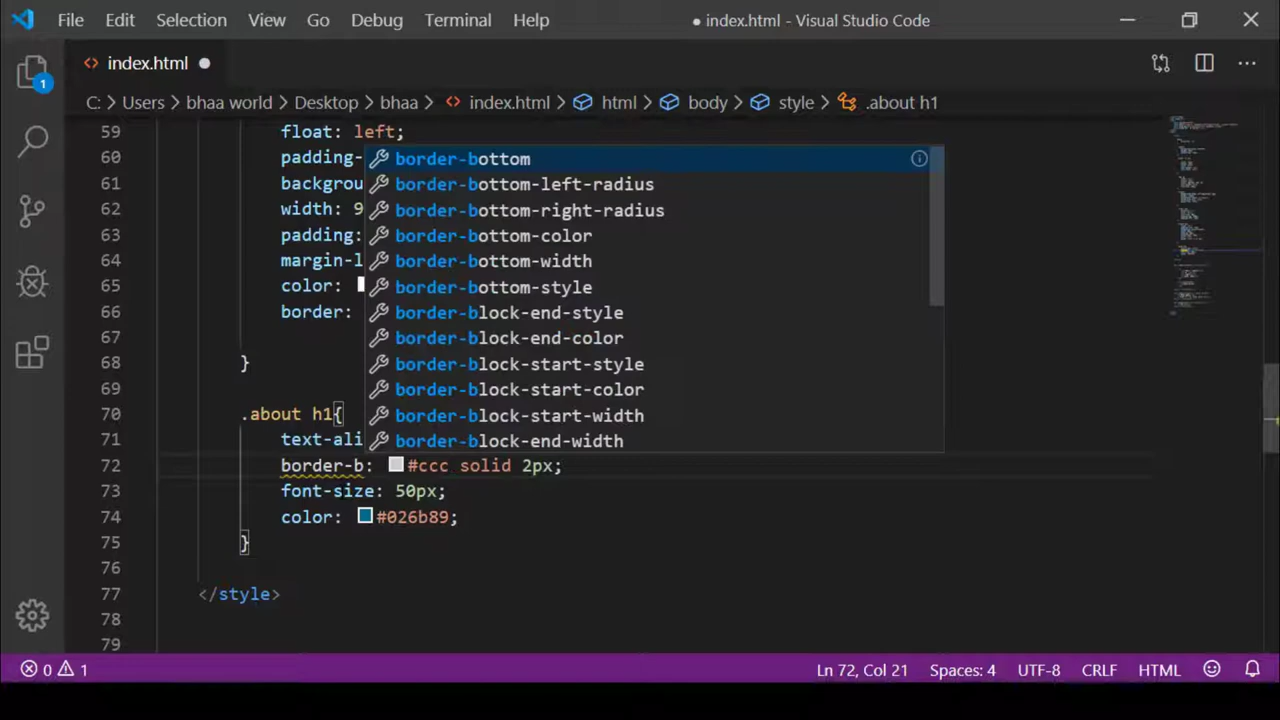 File Edit Selection View Go Debug Terminal Help ● index.html - Visual Studio Code
1
<> index.html ●
C: > Users > bhaa world > Desktop > bhaa > <> index.html > html > body > style > .about h1
59 float: left;
60 padding-
61 backgrou
62 width: 9
63 padding:
64 margin-l
65 color:
66 border:
67
68 }
69
70 .about h1{
71 text-ali
72 border-b: #ccc solid 2px;
73 font-size: 50px;
74 color: #026b89;
75 }
76
77 </style>
78
79
border-bottom
border-bottom-left-radius
border-bottom-right-radius
border-bottom-color
border-bottom-width
border-bottom-style
border-block-end-style
border-block-end-color
border-block-start-style
border-block-start-color
border-block-start-width
border-block-end-width
0 1 Ln 72, Col 21 Spaces: 4 UTF-8 CRLF HTML